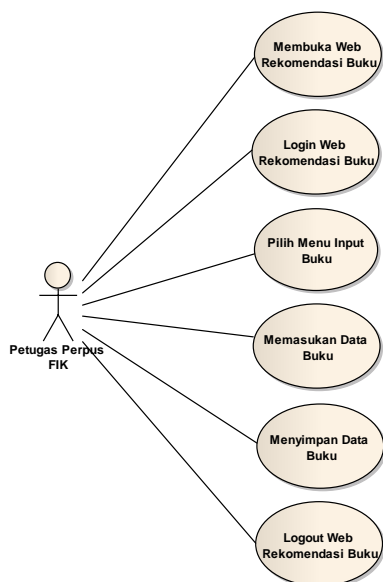 Membuka Web
Rekomendasi Buku
Login Web
Rekomendasi Buku
Pilih Menu Input
Buku
Petugas Perpus
FIK
Memasukan Data
Buku
Menyimpan Data
Buku
Logout Web
Rekomendasi Buku